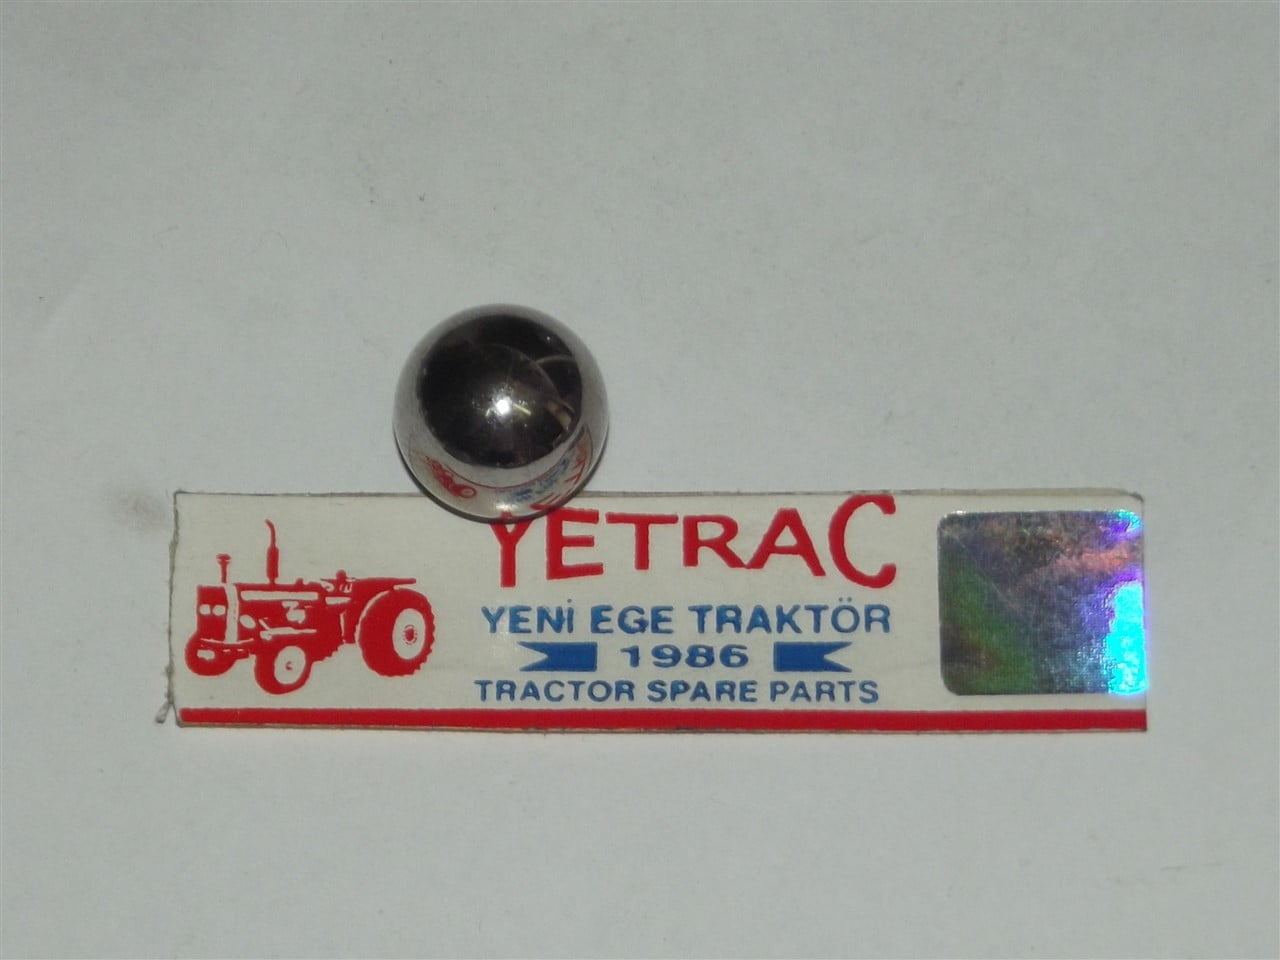 YETRAC
YENİ EGE TRAKTÖR
1986
TRACTOR SPARE PARTS